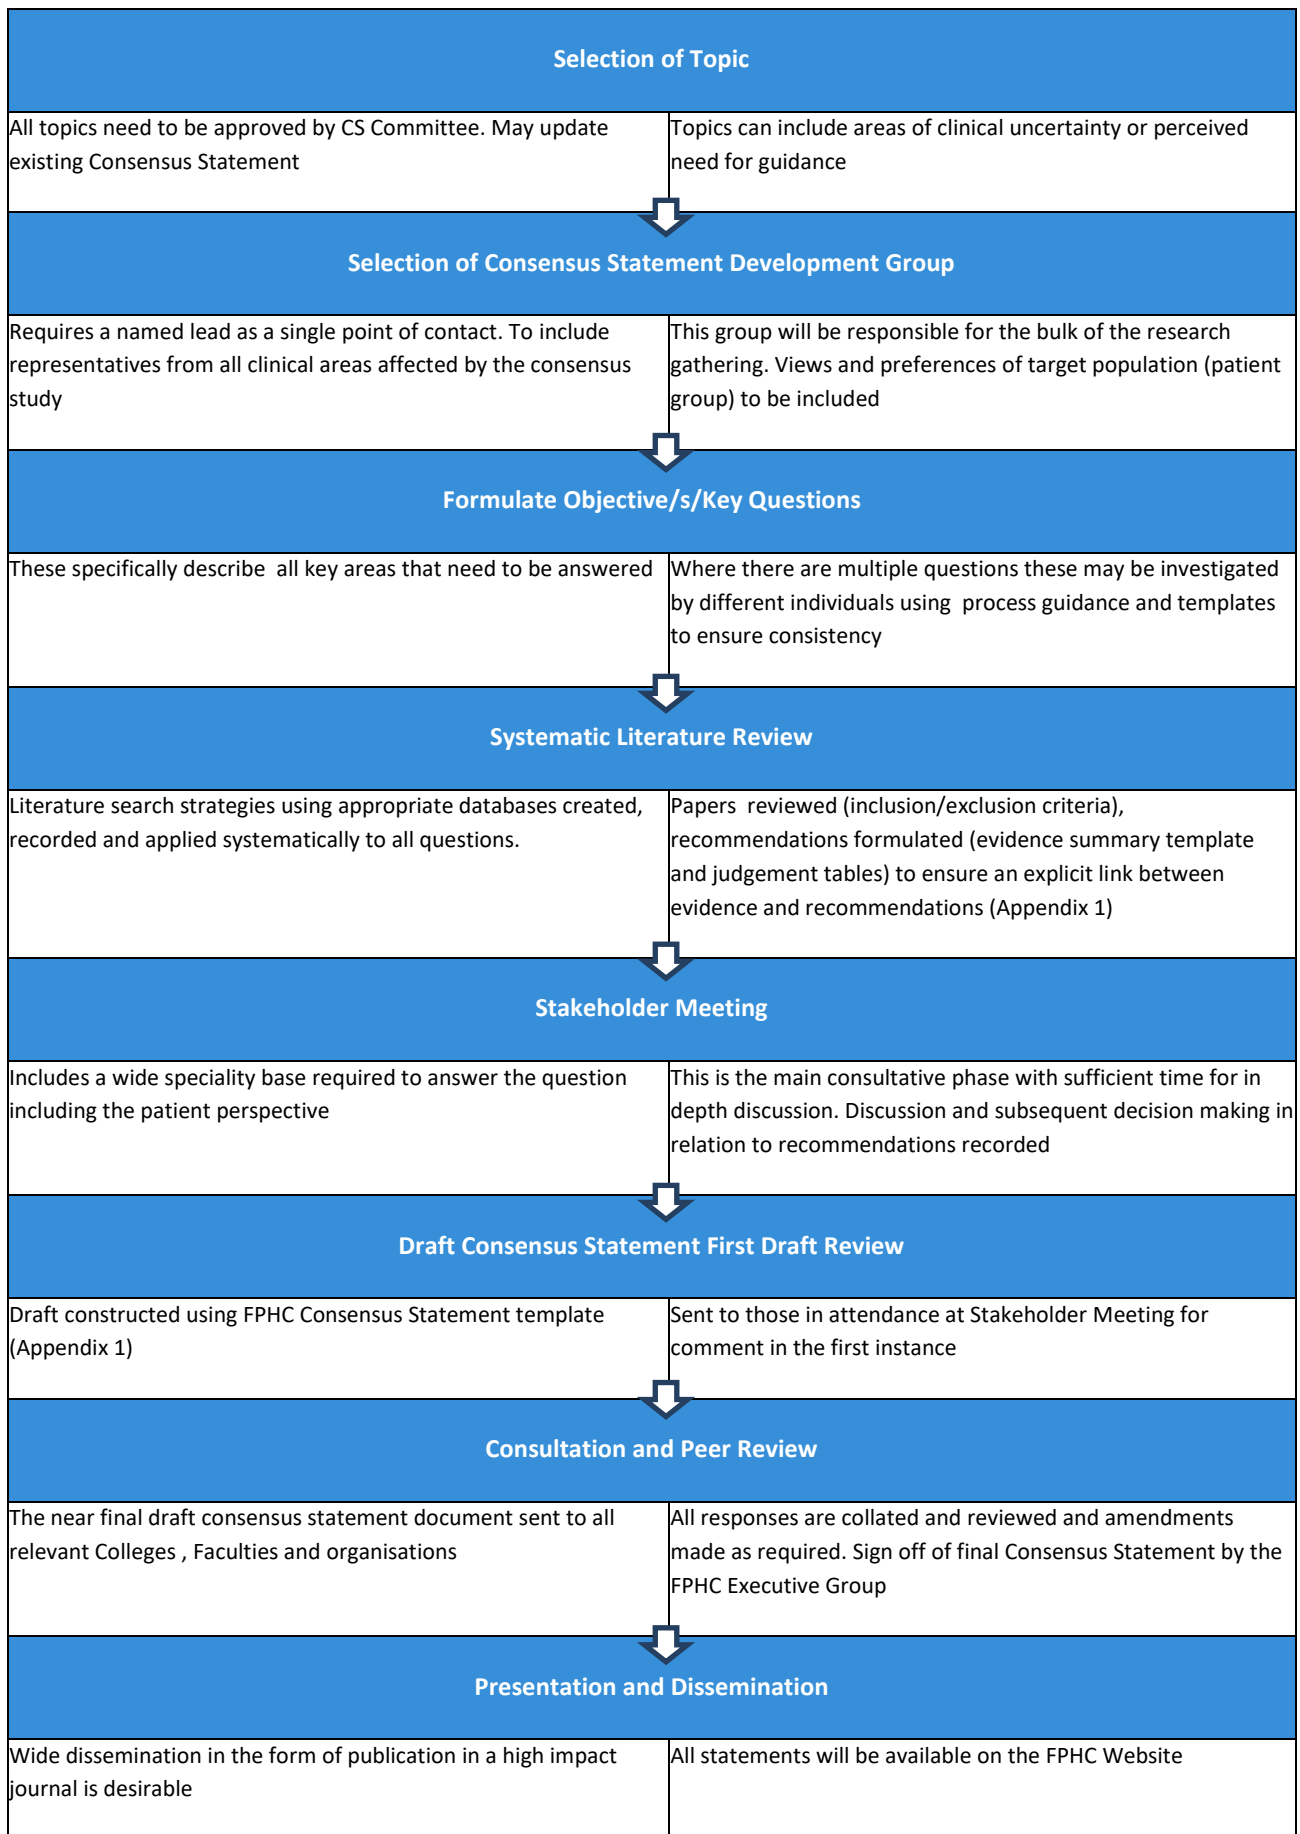 Selection of Topic
All topics need to be approved by CS Committee. May update
existing Consensus Statement
Topics can include areas of clinical uncertainty or perceived
need for guidance
Selection of Consensus Statement Development Group
Requires a named lead as a single point of contact. To include
representatives from all clinical areas affected by the consensus
study
This group will be responsible for the bulk of the research
gathering. Views and preferences of target population (patient
group) to be included
Formulate Objective/s/Key Questions
These specifically describe  all key areas that need to be answered
Where there are multiple questions these may be investigated
by different individuals using  process guidance and templates
to ensure consistency
Systematic Literature Review
Literature search strategies using appropriate databases created,
recorded and applied systematically to all questions.
Papers  reviewed (inclusion/exclusion criteria),
recommendations formulated (evidence summary template
and judgement tables) to ensure an explicit link between
evidence and recommendations (Appendix 1)
Stakeholder Meeting
Includes a wide speciality base required to answer the question
including the patient perspective
This is the main consultative phase with sufficient time for in
depth discussion. Discussion and subsequent decision making in
relation to recommendations recorded
Draft Consensus Statement First Draft Review
Draft constructed using FPHC Consensus Statement template
(Appendix 1)
Sent to those in attendance at Stakeholder Meeting for
comment in the first instance
Consultation and Peer Review
The near final draft consensus statement document sent to all
relevant Colleges , Faculties and organisations
All responses are collated and reviewed and amendments
made as required. Sign off of final Consensus Statement by the
FPHC Executive Group
Presentation and Dissemination
Wide dissemination in the form of publication in a high impact
journal is desirable
All statements will be available on the FPHC Website